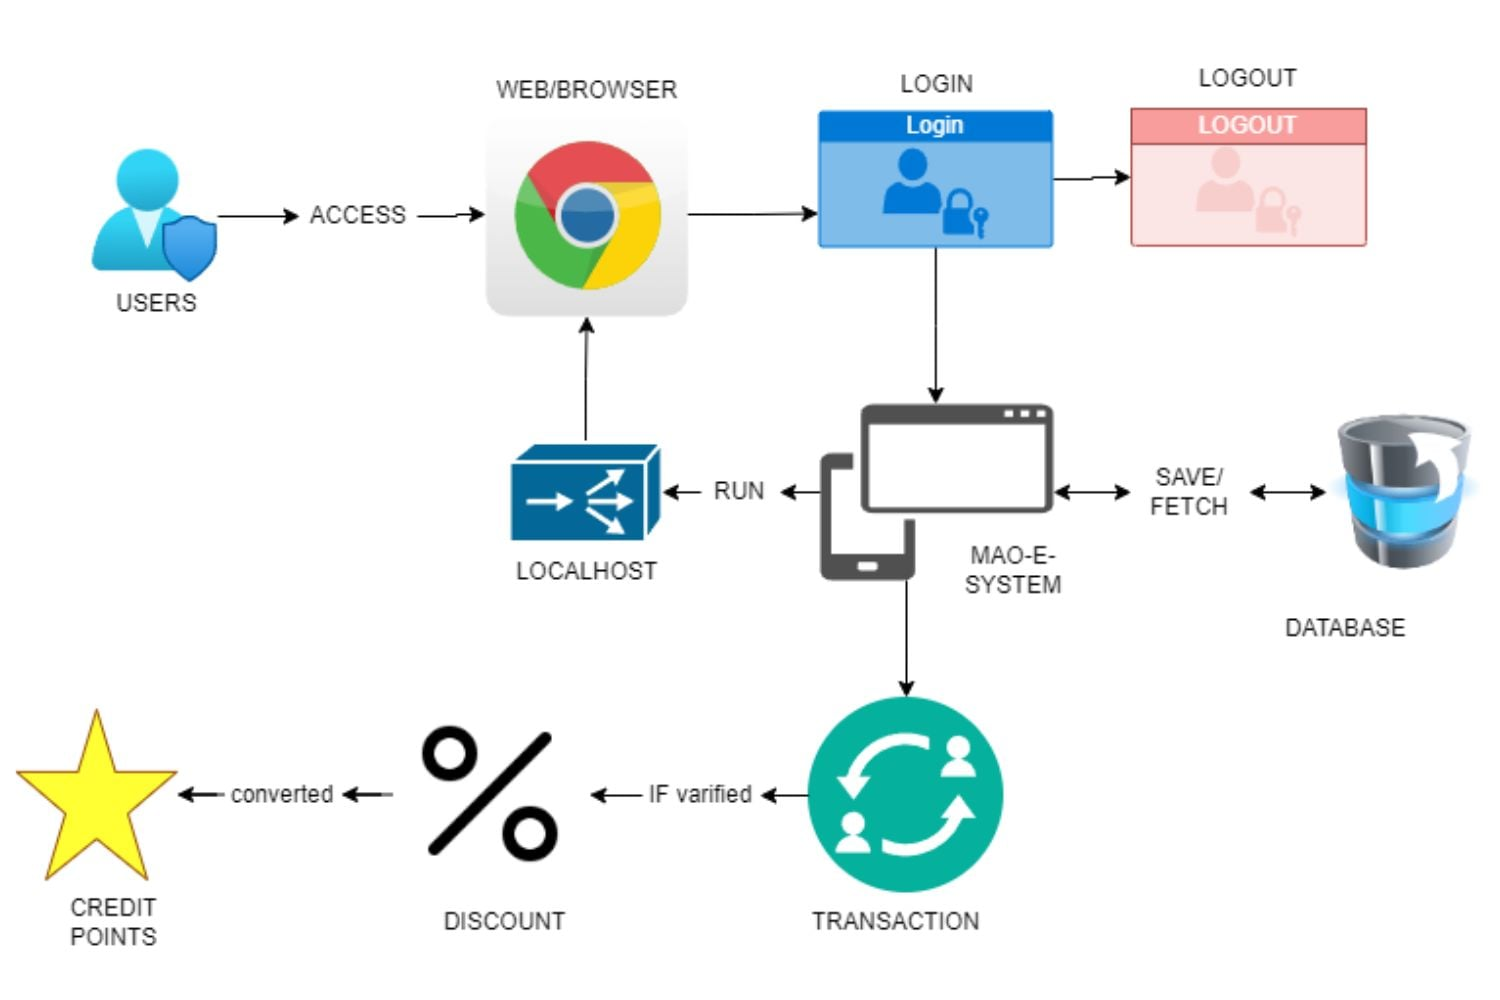 WEB/BROWSER
LOGIN
LOGOUT
Login
LOGOUT
ACCESS
USERS
RUN
SAVE/
FETCH
LOCALHOST
MAO-E-
SYSTEM
DATABASE
converted
IF varified
CREDIT
POINTS
DISCOUNT
TRANSACTION